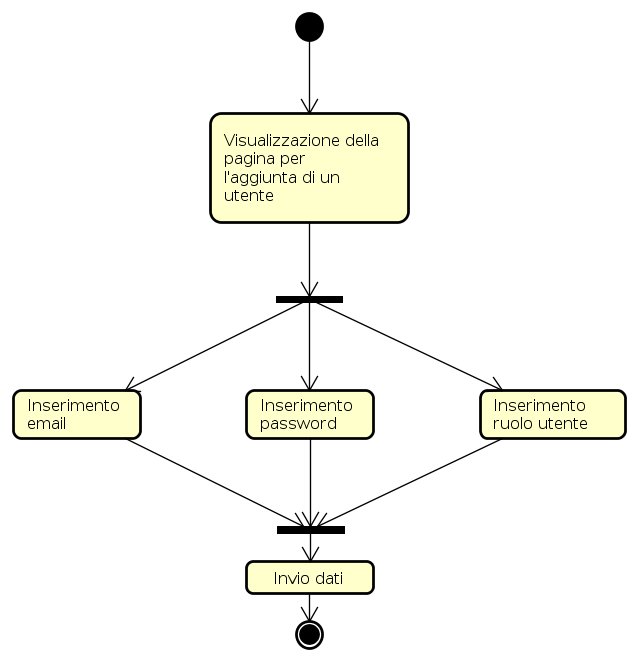 Visualizzazione della
pagina per
l'aggiunta di un
utente
Inserimento
email
Inserimento
password
Inserimento
ruolo utente
Invio dati